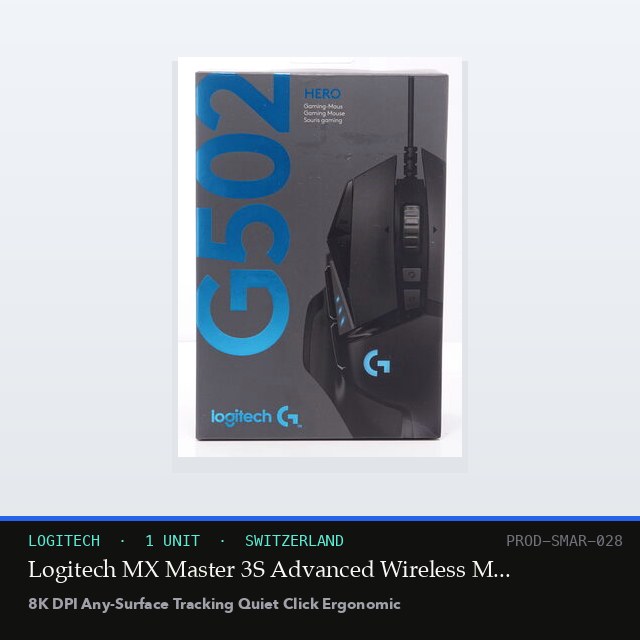 G502
HERO
Gaming-Maus
Gaming Mouse
Souris gaming
logitech G
LOGITECH · 1 UNIT · SWITZERLAND
PROD-SMAR-028
Logitech MX Master 3S Advanced Wireless M...
8K DPI Any-Surface Tracking Quiet Click Ergonomic